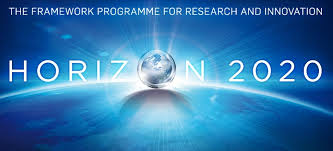 THE FRAMEWORK PROGRAMME FOR RESEARCH AND INNOVATION
HORIZON 2020